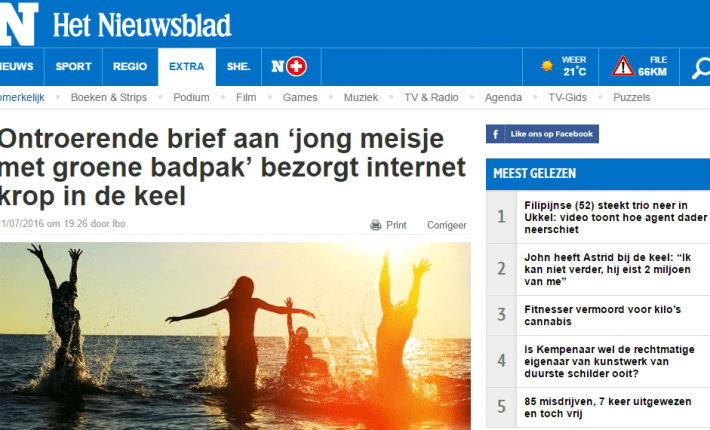 N Het Nieuwsblad
IEUWS SPORT REGIO EXTRA SHE. N WEER 21°C FILE 66KM
pmerkelijk Boeken & Strips Podium Film Games Muziek TV & Radio Agenda TV-Gids Puzzels
Ontroerende brief aan ‘jong meisje
met groene badpak’ bezorgt internet
krop in de keel
1/07/2016 om 19:26 door lbo
Print Corrigeer
f Like ons op Facebook
MEEST GELEZEN
1 Filipijnse (52) steekt trio neer in
Ukkel: video toont hoe agent dader
neerschiet
2 John heeft Astrid bij de keel: “Ik
kan niet verder, hij eist 2 miljoen
van me”
3 Fitnesser vermoord voor kilo’s
cannabis
4 Is Kempenaar wel de rechtmatige
eigenaar van kunstwerk van
duurste schilder ooit?
5 85 misdrijven, 7 keer uitgewezen
en toch vrij